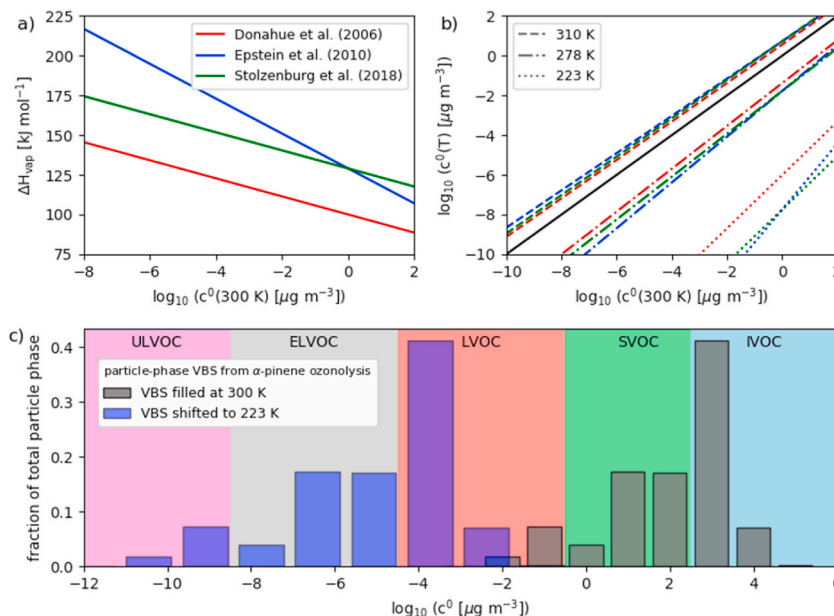 a)
225
200
175
150
125
100
75
ΔHvap [kJ mol⁻¹]
Donahue et al. (2006)
Epstein et al. (2010)
Stolzenburg et al. (2018)
−8 −6 −4 −2 0 2
log₁₀ (c⁰(300 K) [μg m⁻³])
b)
2
0
−2
−4
−6
−8
−10
log₁₀ (c⁰(T) [μg m⁻³])
310 K
278 K
223 K
−10 −8 −6 −4 −2 0
log₁₀ (c⁰(300 K) [μg m⁻³])
c)
0.4
0.3
0.2
0.1
0.0
fraction of total particle phase
ULVOC ELVOC LVOC SVOC IVOC
particle-phase VBS from α-pinene ozonolysis
VBS filled at 300 K
VBS shifted to 223 K
−12 −10 −8 −6 −4 −2 0 2 4 6
log₁₀ (c⁰ [μg m⁻³])